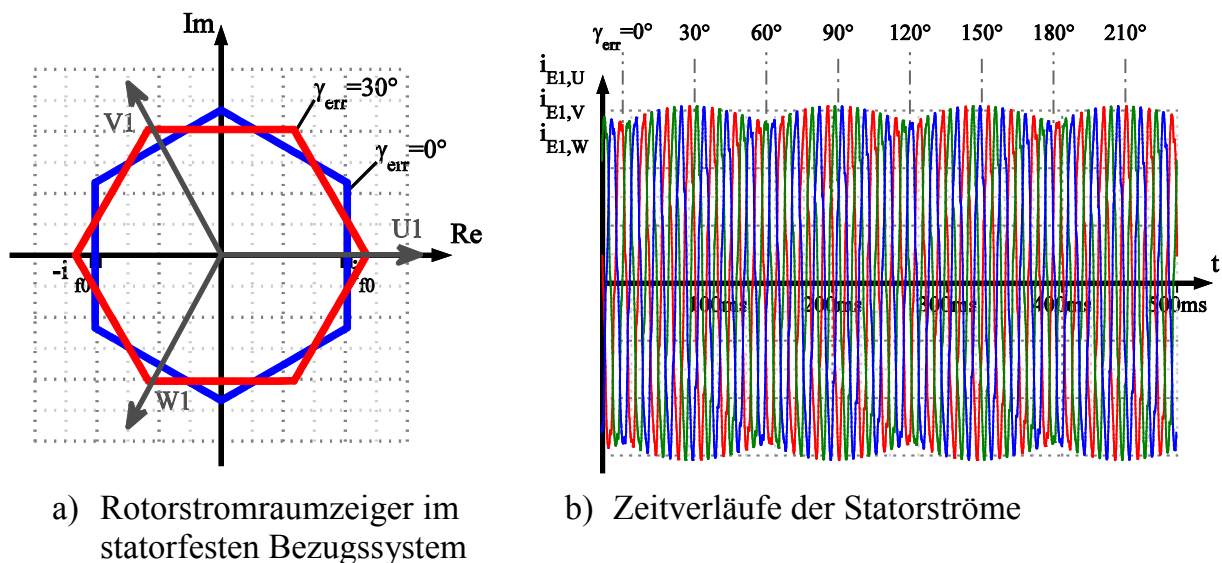 Im
γerr=30°
V1
γerr=0°
U1
Re
-i f0
i f0
W1
γerr=0° 30° 60° 90° 120° 150° 180° 210°
iE1,U
iE1,V
iE1,W
t
100ms 200ms 300ms 400ms 500ms
a) Rotorstromraumzeiger im
statorfesten Bezugssystem
b) Zeitverläufe der Statorströme